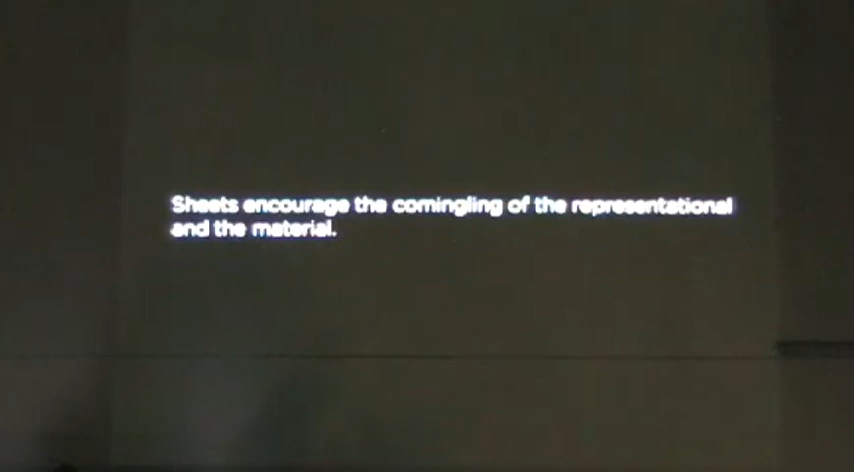 Sheets encourage the comingling of the representational
and the material.